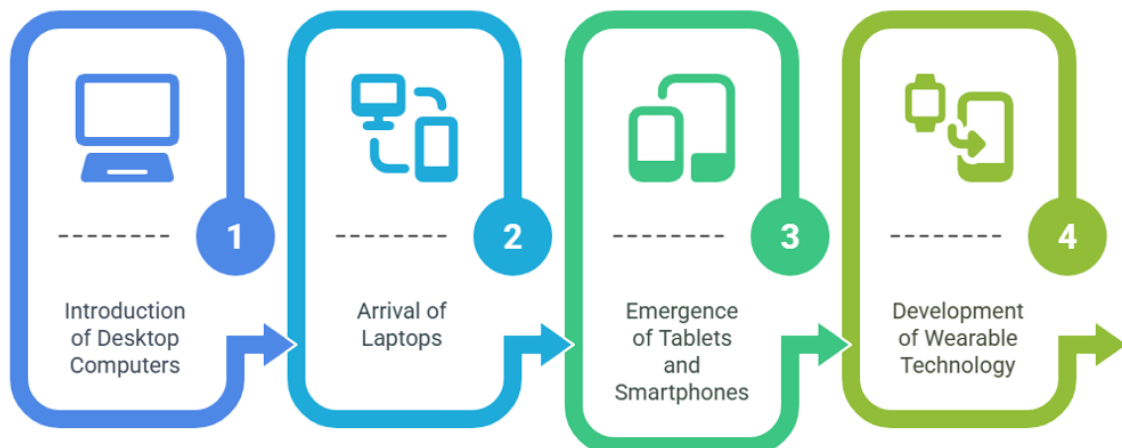 1
Introduction
of Desktop
Computers
2
Arrival of
Laptops
3
Emergence
of Tablets
and
Smartphones
4
Development
of Wearable
Technology